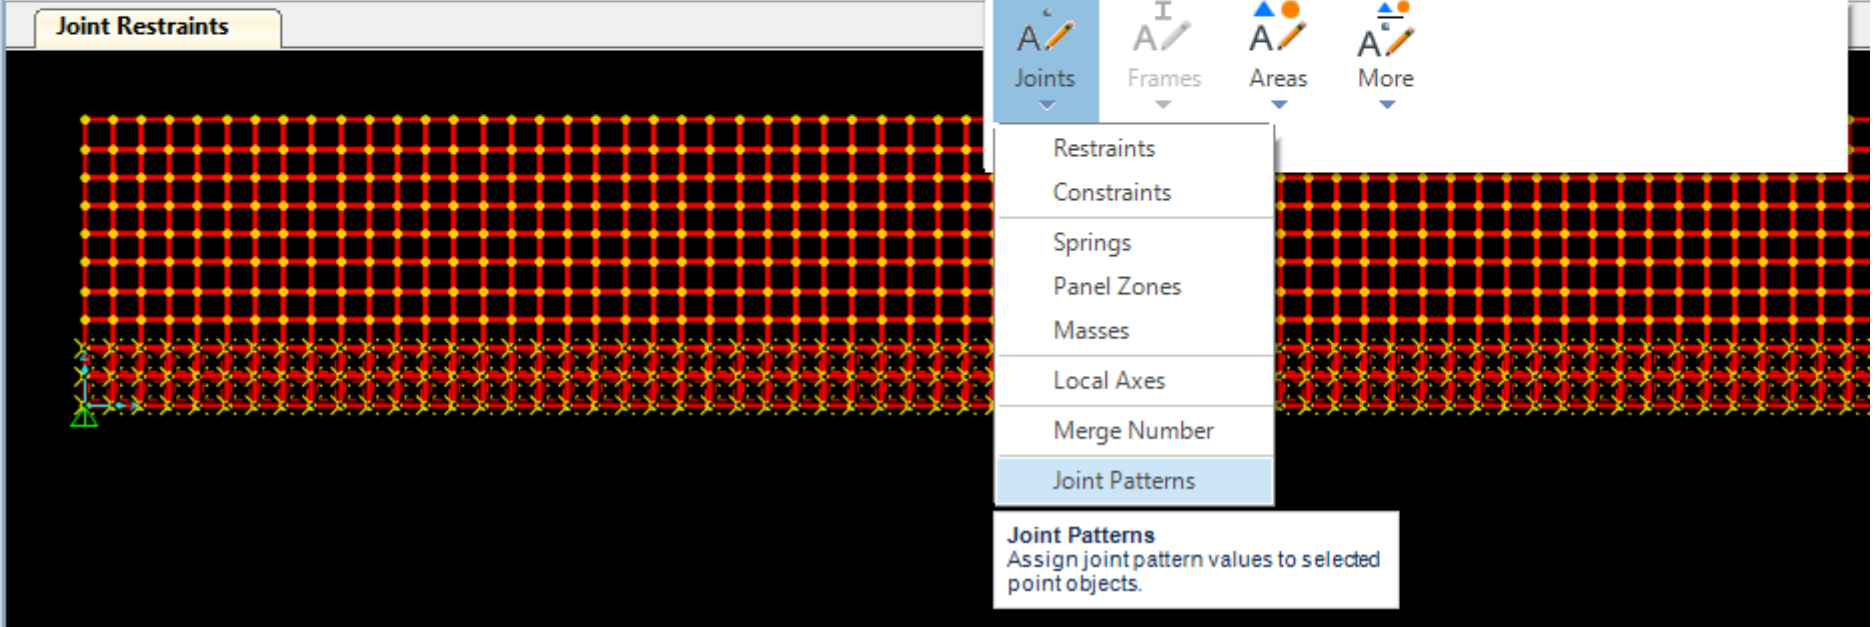 Joint Restraints
Joints
Frames
Areas
More
Restraints
Constraints
Springs
Panel Zones
Masses
Local Axes
Merge Number
Joint Patterns
Joint Patterns
Assign joint pattern values to selected
point objects.
Z